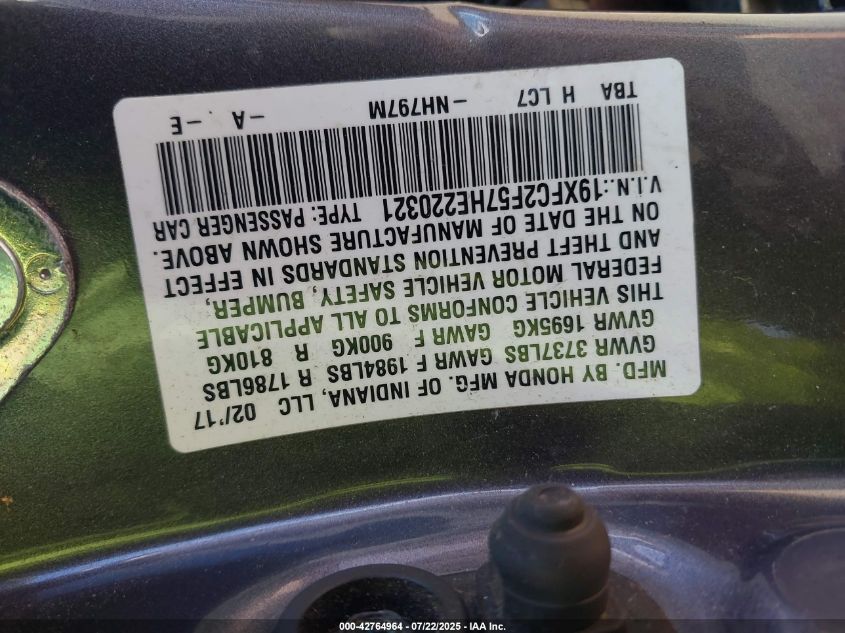 MFD. BY HONDA MFG. OF INDIANA, LLC 02/'17
GVWR 3737LBS GAWR F 1984LBS R 1786LBS
GVWR 1695KG GAWR F 900KG R 810KG
THIS VEHICLE CONFORMS TO ALL APPLICABLE
FEDERAL MOTOR VEHICLE SAFETY, BUMPER,
AND THEFT PREVENTION STANDARDS IN EFFECT
ON THE DATE OF MANUFACTURE SHOWN ABOVE.
V.I.N.:19XFC2F57HE220321 TYPE: PASSENGER CAR
TBA H LC7 -NH797M -A -E
000-42764964 - 07/22/2025 - IAA Inc.